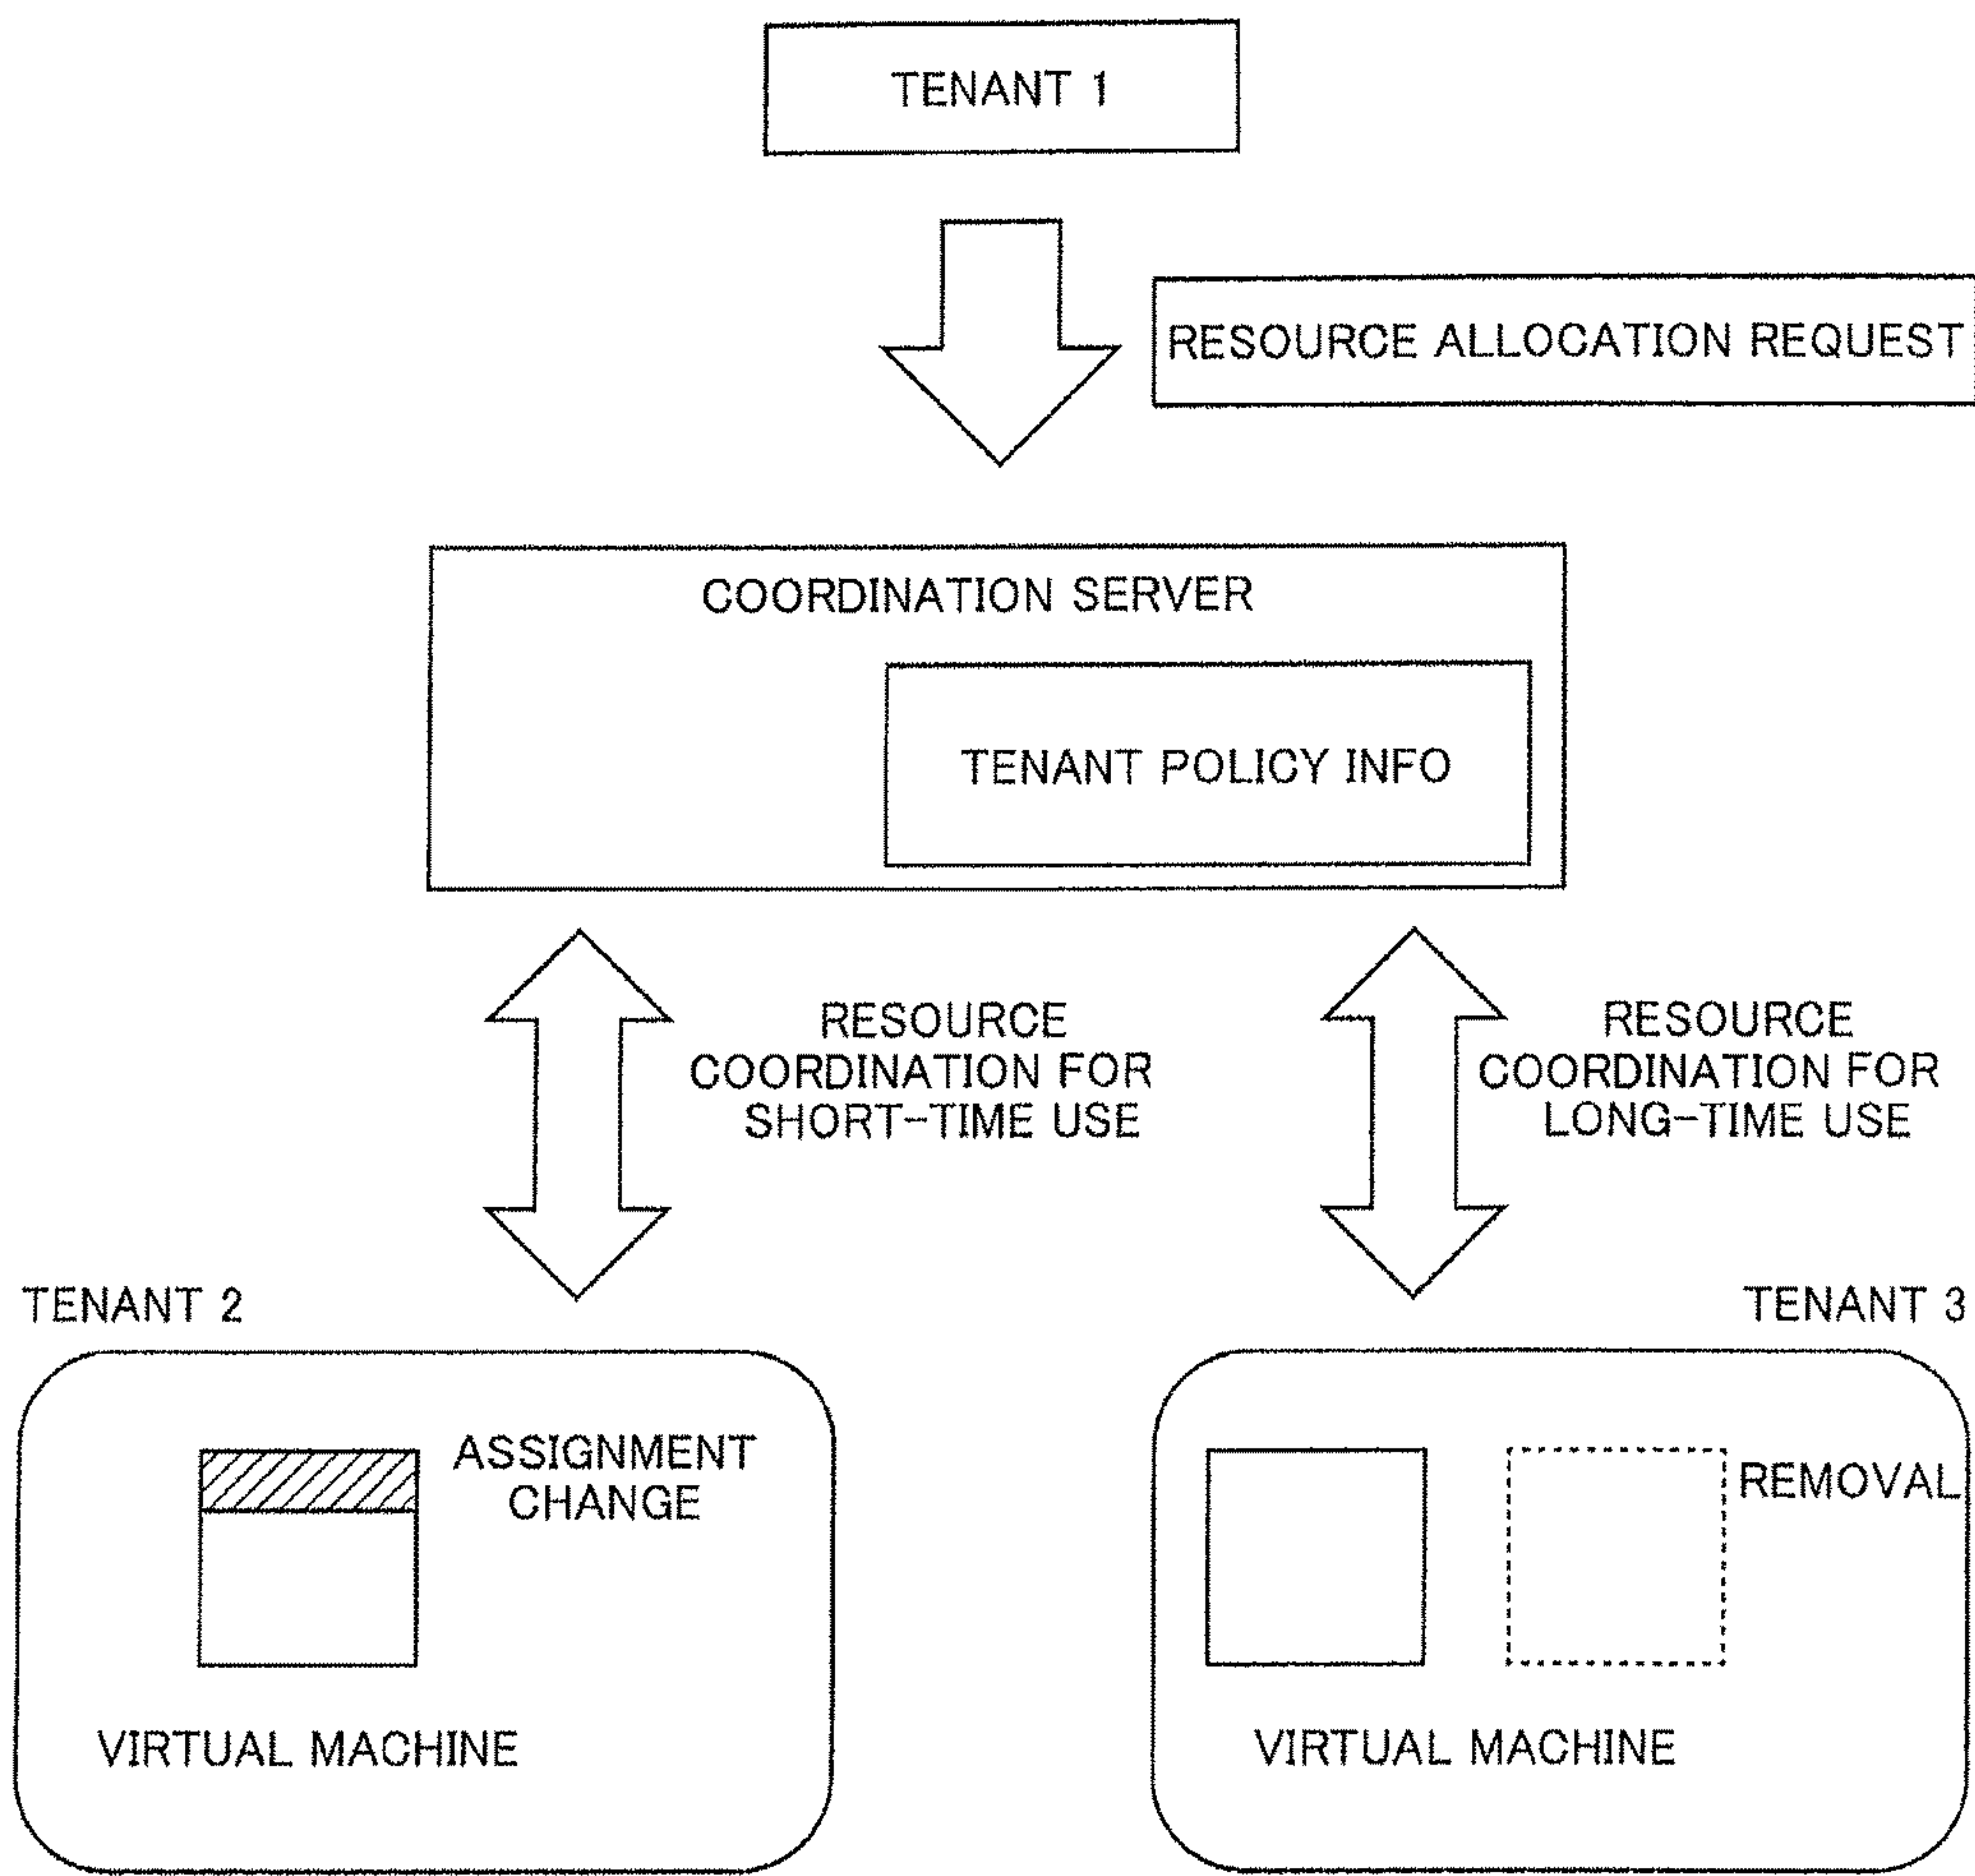 TENANT 1
RESOURCE ALLOCATION REQUEST
COORDINATION SERVER
TENANT POLICY INFO
RESOURCE
COORDINATION FOR
SHORT-TIME USE
RESOURCE
COORDINATION FOR
LONG-TIME USE
TENANT 2
ASSIGNMENT
CHANGE
VIRTUAL MACHINE
TENANT 3
REMOVAL
VIRTUAL MACHINE